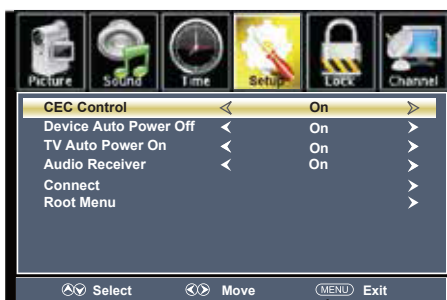 Picture Sound Time Setup Lock Channel
CEC Control On
Device Auto Power Off On
TV Auto Power On On
Audio Receiver On
Connect
Root Menu
Select Move MENU Exit